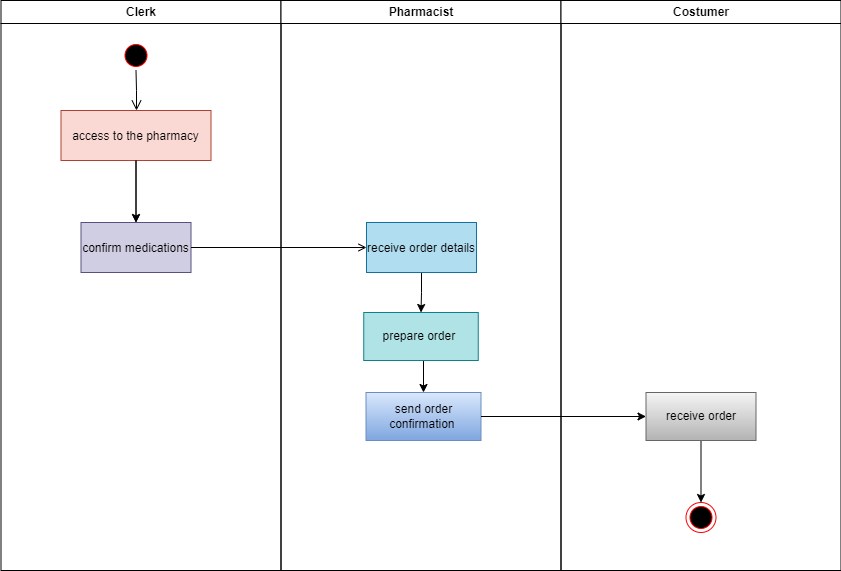 Clerk
Pharmacist
Costumer
access to the pharmacy
confirm medications
receive order details
prepare order
send order
confirmation
receive order